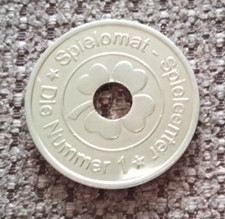 Spielomat - Spielcenter
★ Die Nummer 1 ★